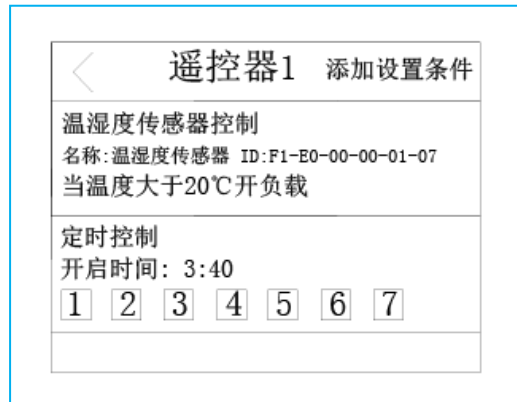 遥控器1 添加设置条件
温湿度传感器控制
名称:温湿度传感器 ID:F1-E0-00-00-01-07
当温度大于20℃开负载
定时控制
开启时间: 3:40
1 2 3 4 5 6 7